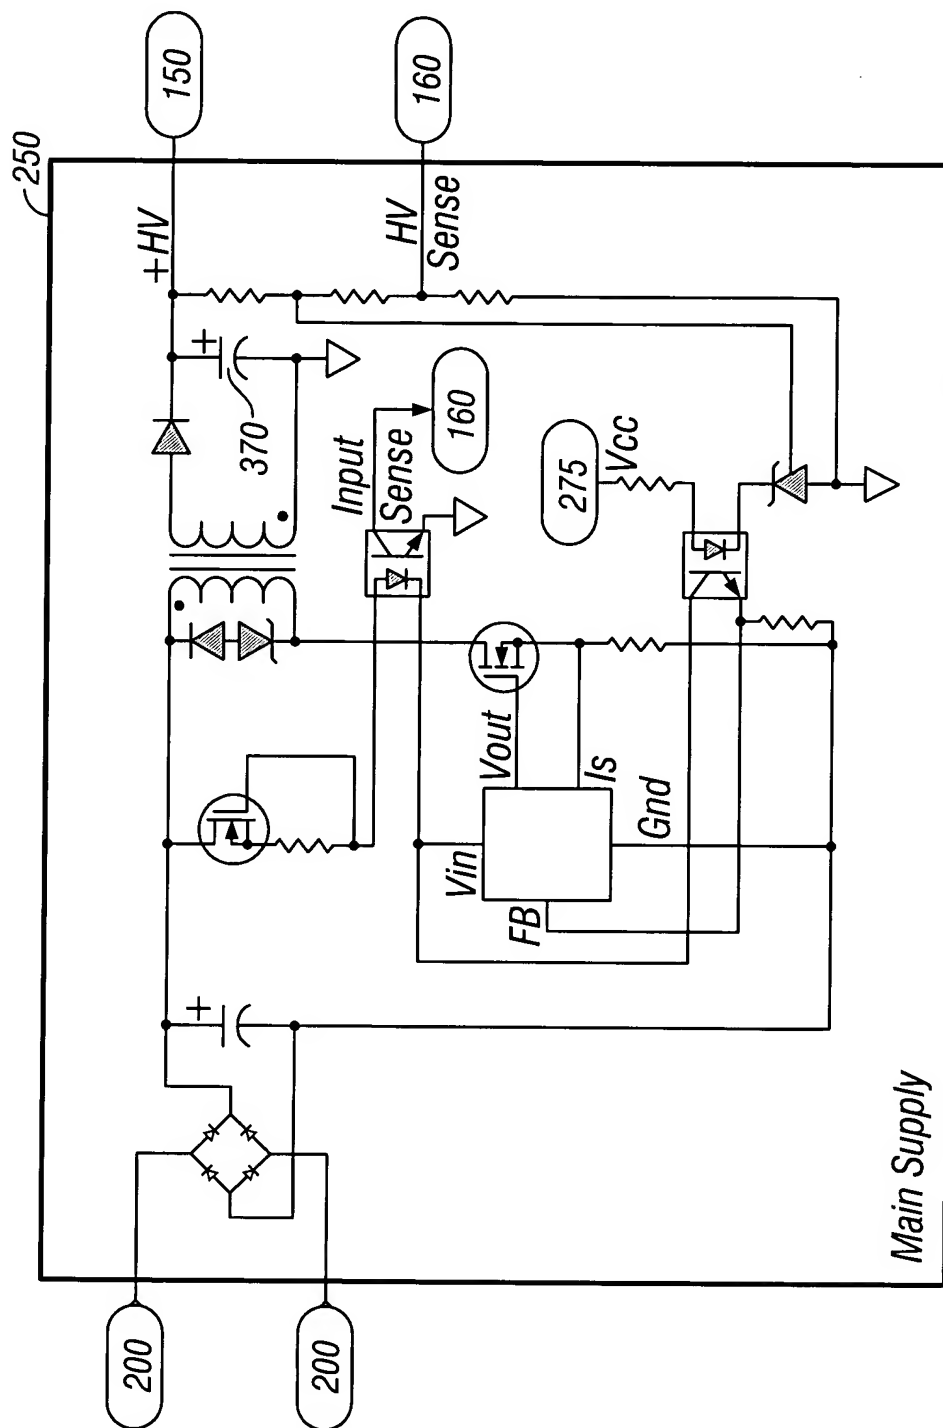 250
150
+HV
160
HV
Sense
+
370
Input
Sense
160
275
Vcc
Vout
Is
Vin
Gnd
FB
+
200
200
Main Supply